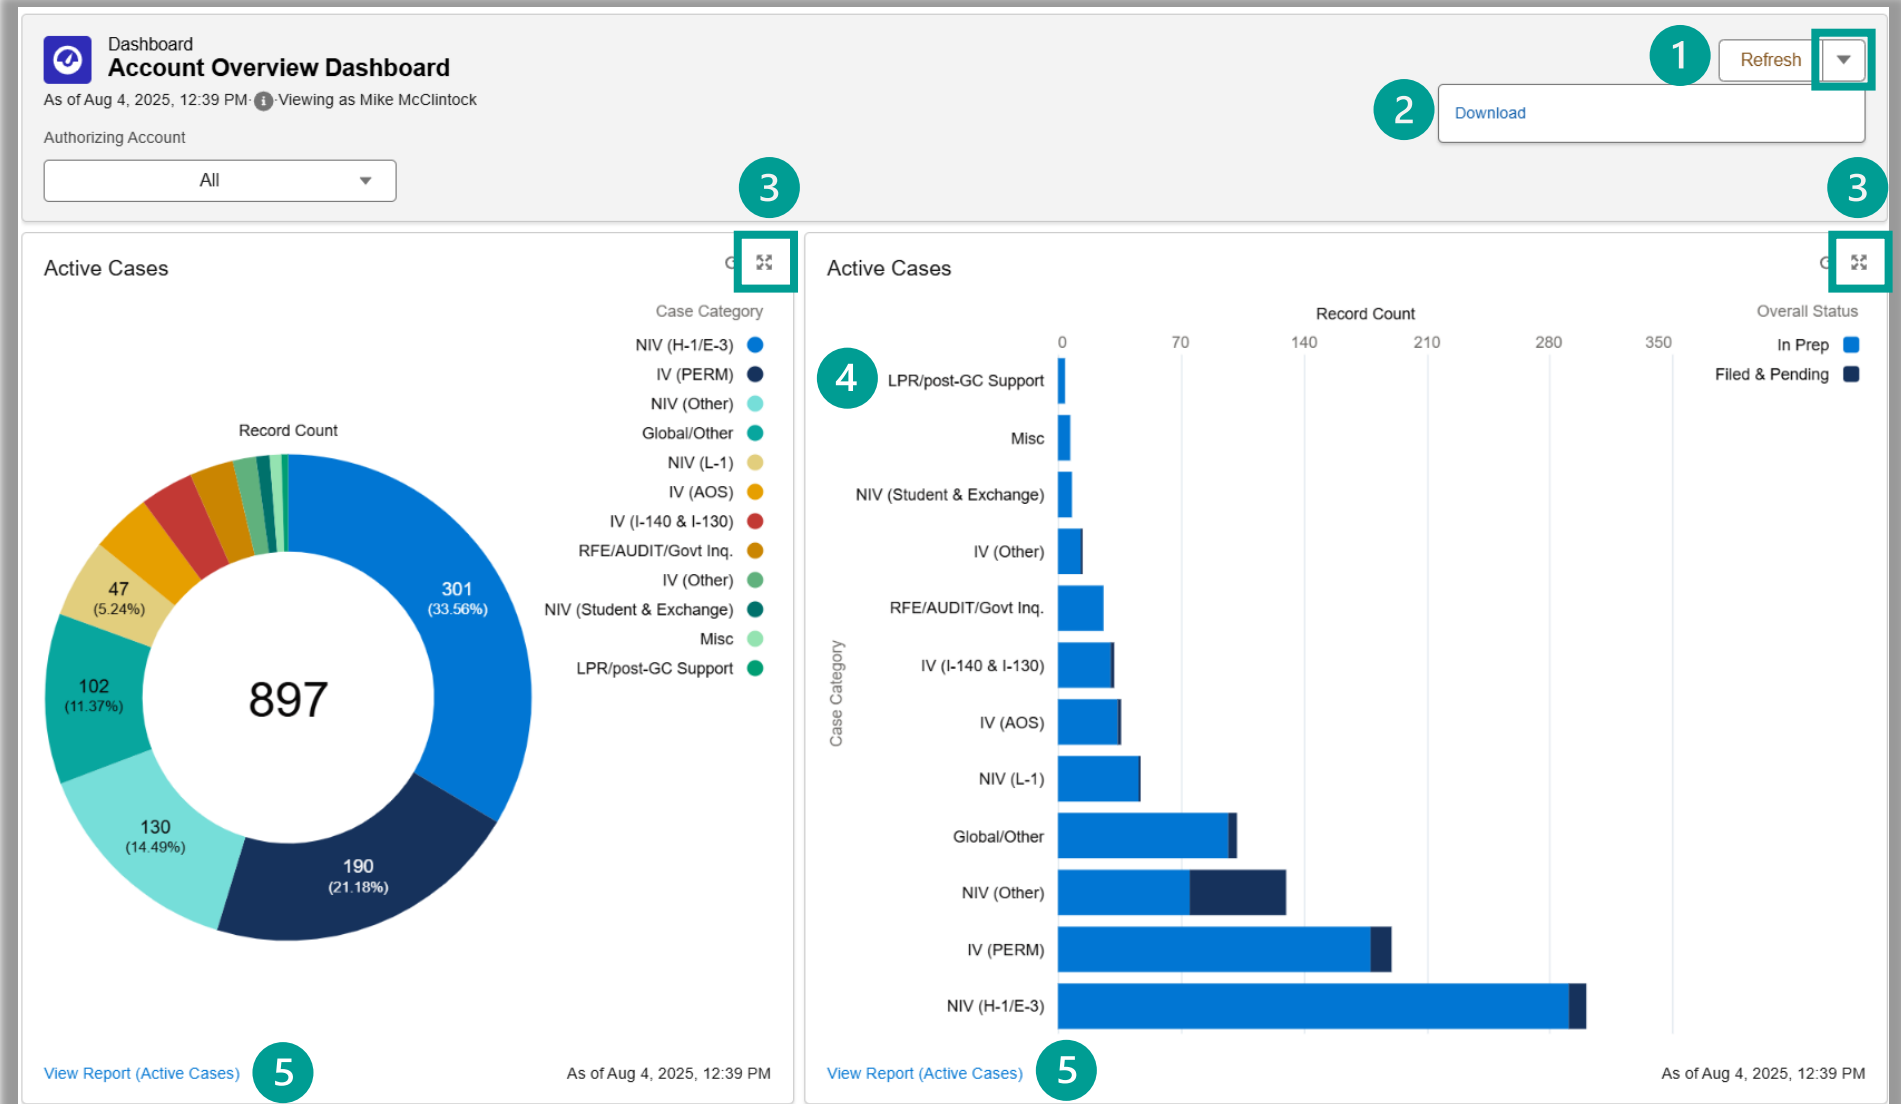 Dashboard
Account Overview Dashboard
As of Aug 4, 2025, 12:39 PM·Viewing as Mike McClintock
Authorizing Account
All
1
Refresh
2
Download
3
3
Active Cases
Case Category
NIV (H-1/E-3)
IV (PERM)
NIV (Other)
Global/Other
NIV (L-1)
IV (AOS)
IV (I-140 & I-130)
RFE/AUDIT/Govt Inq.
IV (Other)
NIV (Student & Exchange)
Misc
LPR/post-GC Support
Record Count
301
(33.56%)
190
(21.18%)
130
(14.49%)
102
(11.37%)
47
(5.24%)
897
View Report (Active Cases)
5
As of Aug 4, 2025, 12:39 PM
Active Cases
Record Count
0 70 140 210 280 350
Overall Status
In Prep
Filed & Pending
4
Case Category
LPR/post-GC Support
Misc
NIV (Student & Exchange)
IV (Other)
RFE/AUDIT/Govt Inq.
IV (I-140 & I-130)
IV (AOS)
NIV (L-1)
Global/Other
NIV (Other)
IV (PERM)
NIV (H-1/E-3)
View Report (Active Cases)
5
As of Aug 4, 2025, 12:39 PM